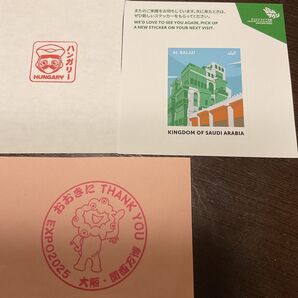 ハンガリー
HUNGARY
またのご来館をお待ちしています。次に来たときは、
ぜひ新しいステッカーをもらってください。
WE'D LOVE TO SEE YOU AGAIN, PICK UP
A NEW STICKER ON YOUR NEXT VISIT.
AL BALAD
البلد
KINGDOM OF SAUDI ARABIA
おおきに THANK YOU
EXPO2025
大阪・関西万博